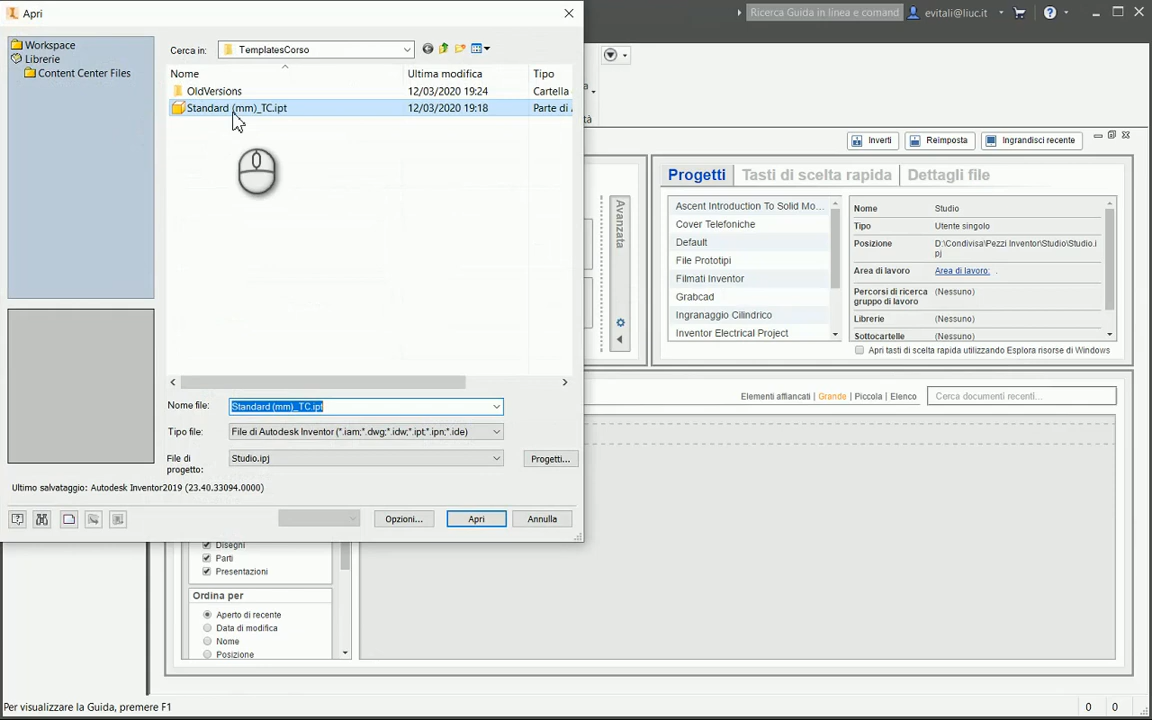 Apri
Ricerca Guida in linea e comand
evitali@liuc.it
Workspace
Librerie
Content Center Files
Cerca in:
TemplatesCorso
Nome
Ultima modifica
Tipo
OldVersions
12/03/2020 19:24
Cartella
Standard (mm)_TC.ipt
12/03/2020 19:18
Parte di
Inverti
Reimposta
Ingrandisci recente
Progetti
Tasti di scelta rapida
Dettagli file
Avanzata
Ascent Introduction To Solid Mo...
Cover Telefoniche
Default
File Prototipi
Filmati Inventor
Grabcad
Ingranaggio Cilindrico
Inventor Electrical Project
Nome
Studio
Tipo
Utente singolo
Posizione
D:\Condivisa\Pezzi Inventor\Studio\Studio.i
pj
Area di lavoro
Area di lavoro: .
Percorsi di ricerca
gruppo di lavoro
(Nessuno)
Librerie
(Nessuno)
Sottocartelle
(Nessuno)
Apri tasti di scelta rapida utilizzando Esplora risorse di Windows
Nome file:
Standard (mm)_TC.ipt
Tipo file:
File di Autodesk Inventor (*.iam;*.dwg;*.idw;*.ipt;*.ipn;*.ide)
File di
progetto:
Studio.ipj
Progetti...
Ultimo salvataggio: Autodesk Inventor2019 (23.40.33094.0000)
Opzioni...
Apri
Annulla
Elementi affiancati | Grande | Piccola | Elenco
Cerca documenti recenti...
Disegni
Parti
Presentazioni
Ordina per
Aperto di recente
Data di modifica
Nome
Posizione
Per visualizzare la Guida, premere F1
0 0